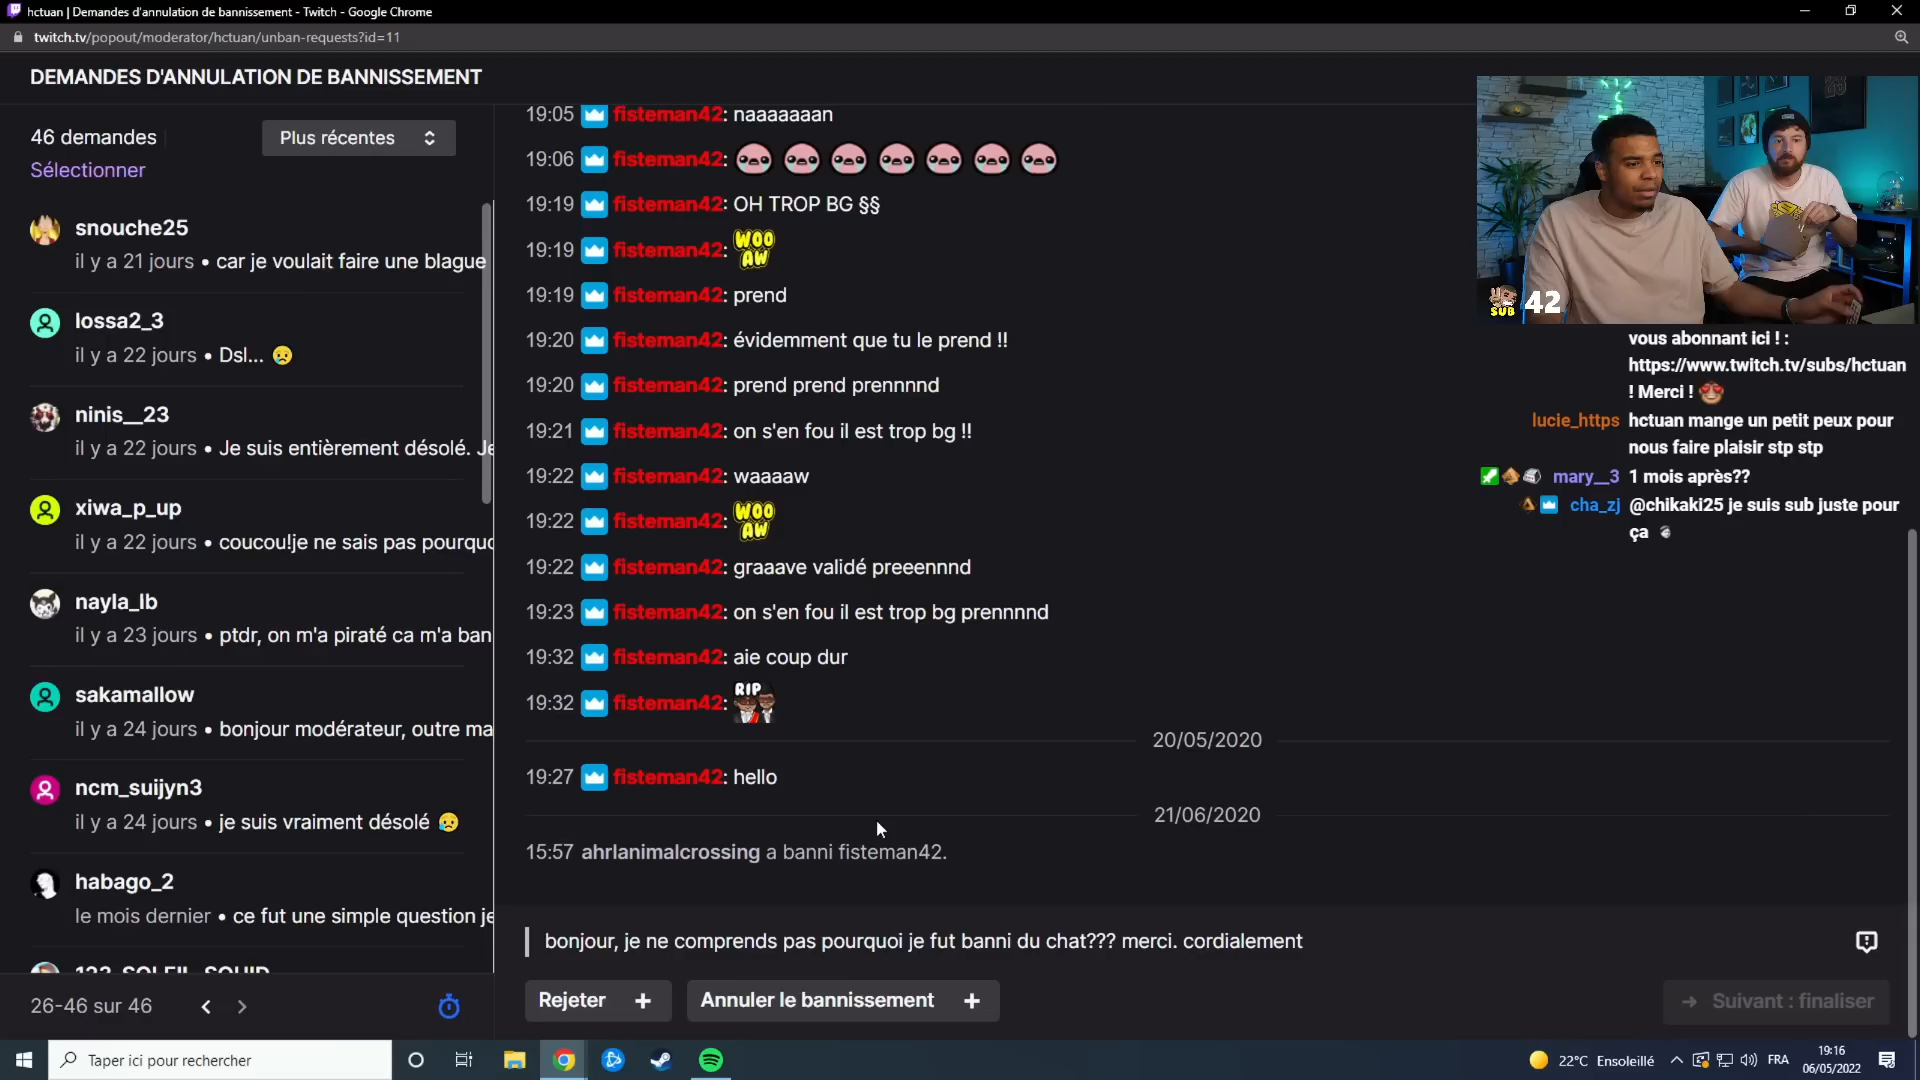 hctuan | Demandes d'annulation de bannissement - Twitch - Google Chrome
twitch.tv/popout/moderator/hctuan/unban-requests?id=11
DEMANDES D'ANNULATION DE BANNISSEMENT
46 demandes
Plus récentes
Sélectionner
snouche25
il y a 21 jours • car je voulait faire une blague
lossa2_3
il y a 22 jours • Dsl... 😥
ninis__23
il y a 22 jours • Je suis entièrement désolé. Je
xiwa_p_up
il y a 22 jours • coucou!je ne sais pas pourquo
nayla_lb
il y a 23 jours • ptdr, on m'a piraté ca m'a ban
sakamallow
il y a 24 jours • bonjour modérateur, outre ma
ncm_suijyn3
il y a 24 jours • je suis vraiment désolé 😥
habago_2
le mois dernier • ce fut une simple question je
26-46 sur 46
19:05 fisteman42: naaaaaaan
19:06 fisteman42:
19:19 fisteman42: OH TROP BG §§
19:19 fisteman42: WOO AW
19:19 fisteman42: prend
19:20 fisteman42: évidemment que tu le prend !!
19:20 fisteman42: prend prend prennnnd
19:21 fisteman42: on s'en fou il est trop bg !!
19:22 fisteman42: waaaaw
19:22 fisteman42: WOO AW
19:22 fisteman42: graaave validé preeennnd
19:23 fisteman42: on s'en fou il est trop bg prennnnd
19:32 fisteman42: aie coup dur
19:32 fisteman42: RIP
20/05/2020
19:27 fisteman42: hello
21/06/2020
15:57 ahrlanimalcrossing a banni fisteman42.
bonjour, je ne comprends pas pourquoi je fut banni du chat??? merci. cordialement
Rejeter +
Annuler le bannissement +
→ Suivant : finaliser
SUB 42
vous abonnant ici ! :
https://www.twitch.tv/subs/hctuan
! Merci !
lucie_https hctuan mange un petit peux pour
nous faire plaisir stp stp
mary__3 1 mois après??
cha_zj @chikaki25 je suis sub juste pour
ça
Taper ici pour rechercher
22°C Ensoleillé
FRA
19:16
06/05/2022